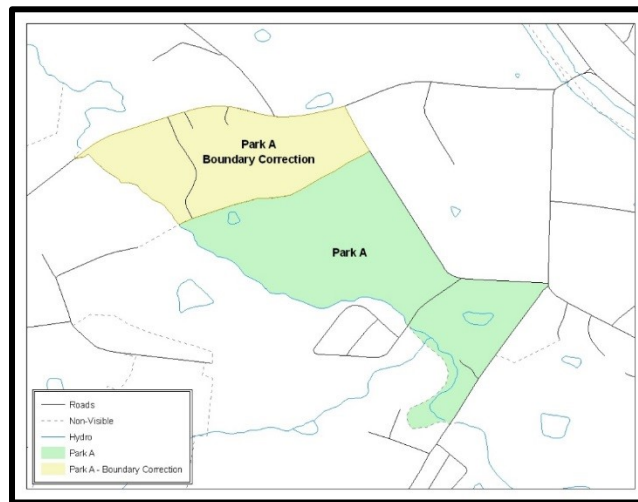 Park A
Boundary Correction
Park A
Roads
Non-Visible
Hydro
Park A
Park A - Boundary Correction